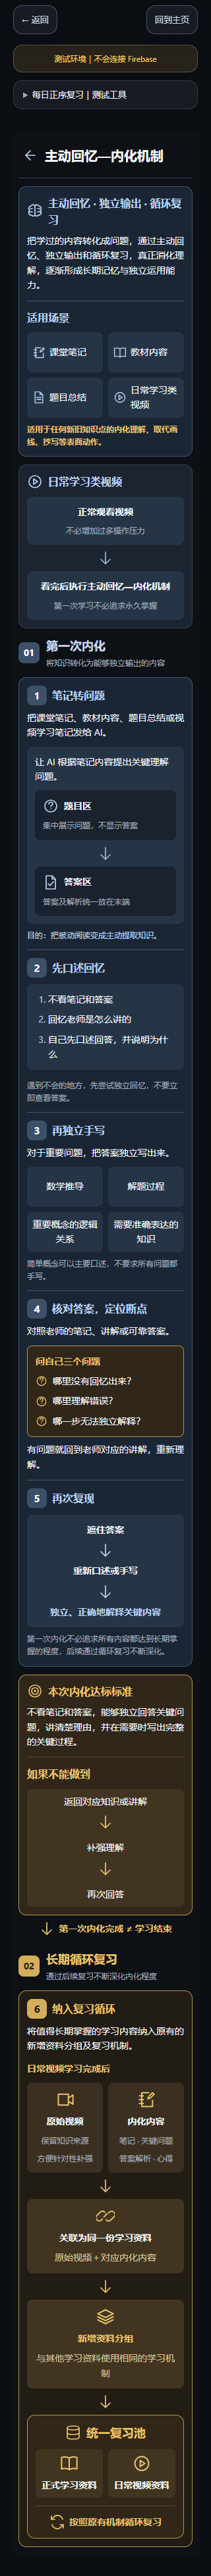 ← 返回
回到主页
测试环境 | 不会连接 Firebase
▶ 每日正序复习 | 测试工具
← 主动回忆—内化机制
主动回忆 · 独立输出 · 循环复
习
把学过的内容转化成问题，通过主动回
忆、独立输出和循环复习，真正消化理
解，逐渐形成长期记忆与独立运用能
力。
适用场景
课堂笔记
教材内容
题目总结
日常学习类
视频
适用于任何新旧知识点的内化理解，取代画
线、抄写等表面动作。
日常学习类视频
正常观看视频
不必增加过多操作压力
看完后执行主动回忆—内化机制
第一次学习不必追求永久掌握
01
第一次内化
将知识转化为能够独立输出的内容
1 笔记转问题
把课堂笔记、教材内容、题目总结或视
频学习笔记发给 AI。
让 AI 根据笔记内容提出关键理解
问题。
题目区
集中展示问题，不显示答案
答案区
答案及解析统一放在末端
目的：把被动阅读变成主动提取知识。
2 先口述回忆
1. 不看笔记和答案
2. 回忆老师是怎么讲的
3. 自己先口述回答，并说明为什
么
遇到不会的地方，先尝试独立回忆，不要立
即查看答案。
3 再独立手写
对于重要问题，把答案独立写出来。
数学推导
解题过程
重要概念的逻辑
关系
需要准确表达的
知识
简单概念可以主要口述，不要求所有问题都
手写。
4 核对答案，定位断点
对照老师的笔记、讲解或可靠答案。
问自己三个问题
哪里没有回忆出来？
哪里理解错误？
哪一步无法独立解释？
有问题就回到老师对应的讲解，重新理
解。
5 再次复现
遮住答案
重新口述或手写
独立、正确地解释关键内容
第一次内化不必追求所有内容都达到长期掌
握的程度，后续通过循环复习不断深化。
本次内化达标标准
不看笔记和答案，能够独立回答关键问
题，讲清楚理由，并在需要时写出完整
的关键过程。
如果不能做到
返回对应知识或讲解
补强理解
再次回答
第一次内化完成 ≠ 学习结束
02
长期循环复习
通过后续复习不断深化内化程度
6 纳入复习循环
将值得长期掌握的学习内容纳入原有的
新增资料分组及复习机制。
日常视频学习完成后
原始视频
保留知识来源
方便针对性补强
内化内容
笔记 · 关键问题
答案解析 · 心得
关联为同一份学习资料
原始视频 + 对应内化内容
新增资料分组
与其他学习资料使用相同的学习机
制
统一复习池
正式学习资料
日常视频资料
按照原有机制循环复习